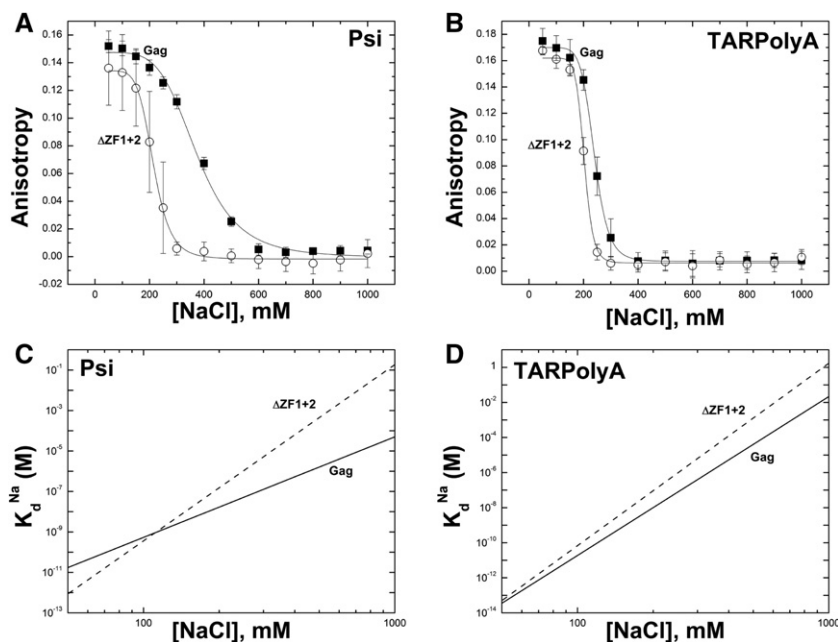 A
Psi
Gag
ΔZF1+2
Anisotropy
0.16
0.14
0.12
0.10
0.08
0.06
0.04
0.02
0.00
-0.02
0 200 400 600 800 1000
[NaCl], mM
B
TARPolyA
Gag
ΔZF1+2
Anisotropy
0.18
0.16
0.14
0.12
0.10
0.08
0.06
0.04
0.02
0.00
0 200 400 600 800 1000
[NaCl], mM
C
Psi
ΔZF1+2
Gag
K_d^Na (M)
10^-1
10^-3
10^-5
10^-7
10^-9
10^-11
10^-13
100 1000
[NaCl], mM
D
TARPolyA
ΔZF1+2
Gag
K_d^Na (M)
1
10^-2
10^-4
10^-6
10^-8
10^-10
10^-12
10^-14
100 1000
[NaCl], mM